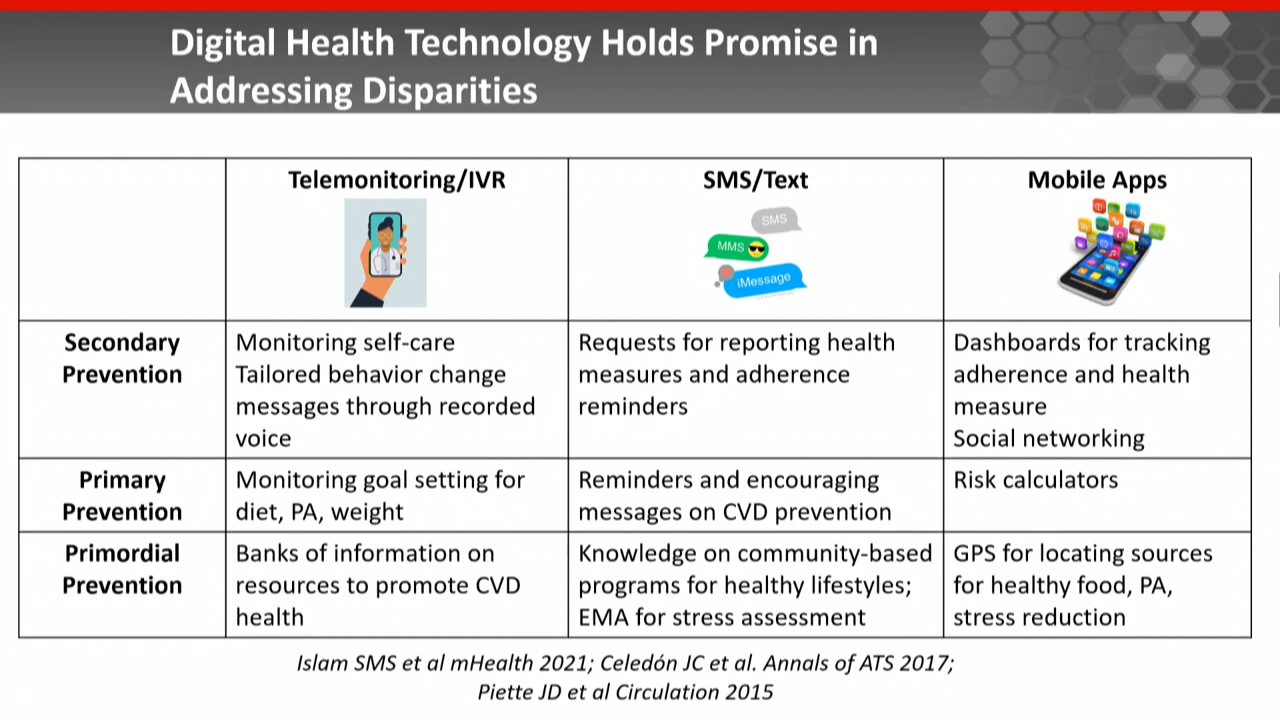 Digital Health Technology Holds Promise in
Addressing Disparities
Telemonitoring/IVR
SMS/Text
Mobile Apps
SMS
MMS
iMessage
Secondary
Prevention
Monitoring self-care
Tailored behavior change
messages through recorded
voice
Requests for reporting health
measures and adherence
reminders
Dashboards for tracking
adherence and health
measure
Social networking
Primary
Prevention
Monitoring goal setting for
diet, PA, weight
Reminders and encouraging
messages on CVD prevention
Risk calculators
Primordial
Prevention
Banks of information on
resources to promote CVD
health
Knowledge on community-based
programs for healthy lifestyles;
EMA for stress assessment
GPS for locating sources
for healthy food, PA,
stress reduction
Islam SMS et al mHealth 2021; Celedón JC et al. Annals of ATS 2017;
Piette JD et al Circulation 2015